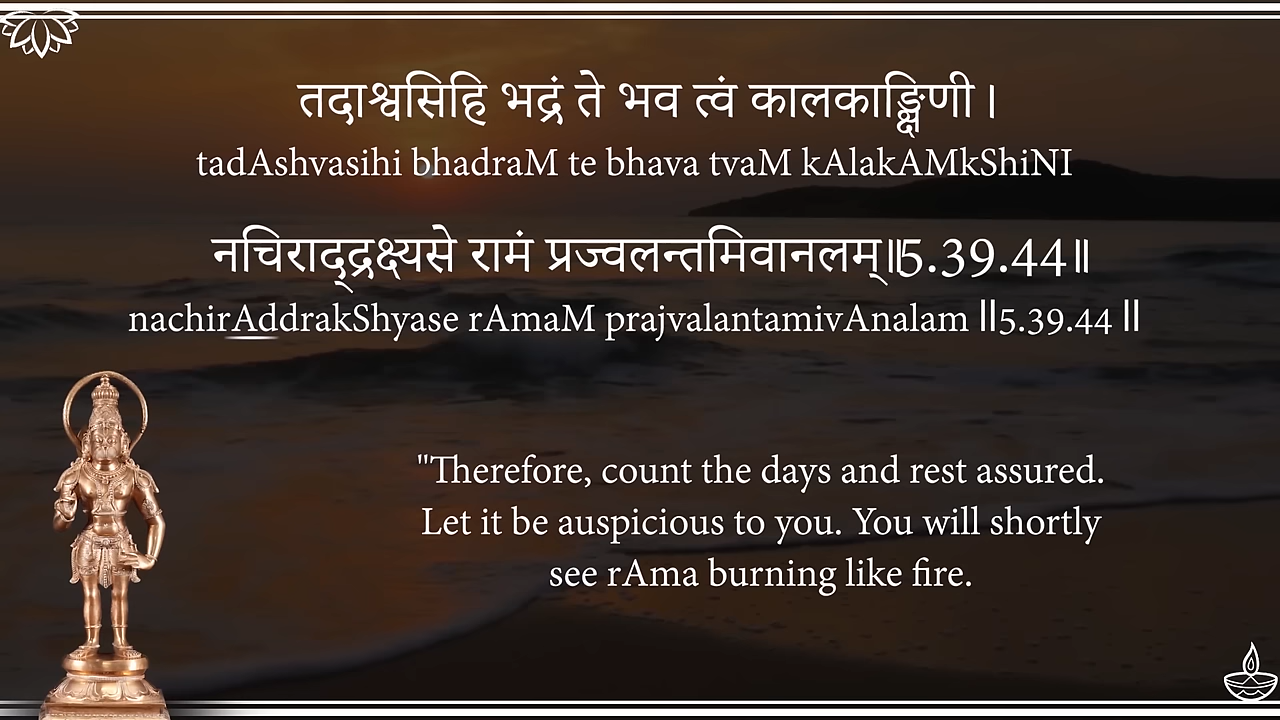 तदाश्वसिहि भद्रं ते भव त्वं कालकाङ्क्षिणी ।
tadAshvasihi bhadraM te bhava tvaM kAlakAMkShiNI
नचिराद्द्रक्ष्यसे रामं प्रज्वलन्तमिवानलम्॥5.39.44॥
nachirAddrakShyase rAmaM prajvalantamivAnalam ॥5.39.44 ॥
"Therefore, count the days and rest assured.
Let it be auspicious to you. You will shortly
see rAma burning like fire.